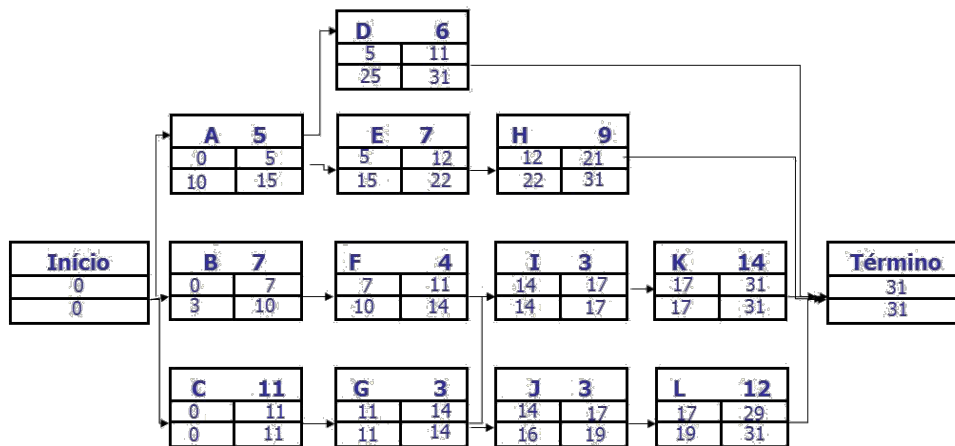 D 6
5 11
25 31
A 5
0 5
10 15
E 7
5 12
15 22
H 9
12 21
22 31
Início
0
0
B 7
0 7
3 10
F 4
7 11
10 14
I 3
14 17
14 17
K 14
17 31
17 31
Término
31
31
C 11
0 11
0 11
G 3
11 14
11 14
J 3
14 17
16 19
L 12
17 29
19 31